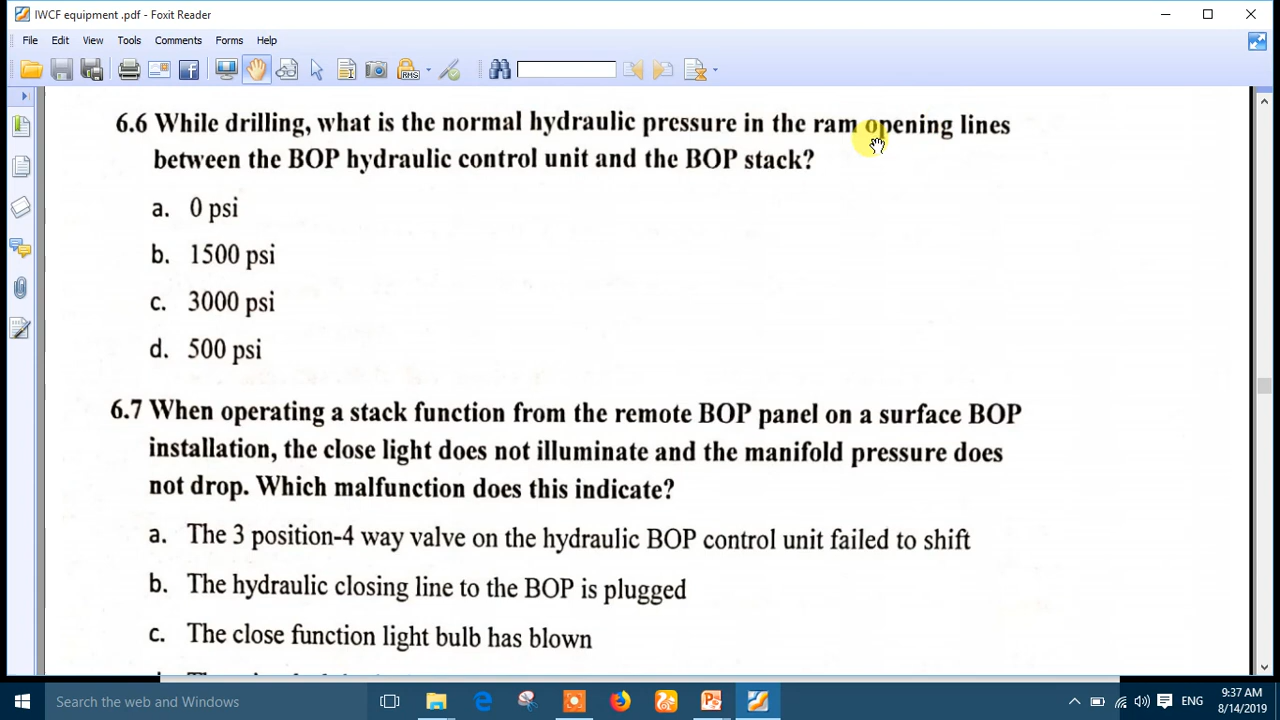 IWCF equipment .pdf - Foxit Reader
File Edit View Tools Comments Forms Help
RHS
6.6 While drilling, what is the normal hydraulic pressure in the ram opening lines
between the BOP hydraulic control unit and the BOP stack?
a. 0 psi
b. 1500 psi
c. 3000 psi
d. 500 psi
6.7 When operating a stack function from the remote BOP panel on a surface BOP
installation, the close light does not illuminate and the manifold pressure does
not drop. Which malfunction does this indicate?
a. The 3 position-4 way valve on the hydraulic BOP control unit failed to shift
b. The hydraulic closing line to the BOP is plugged
c. The close function light bulb has blown
Search the web and Windows
ENG
9:37 AM
8/14/2019